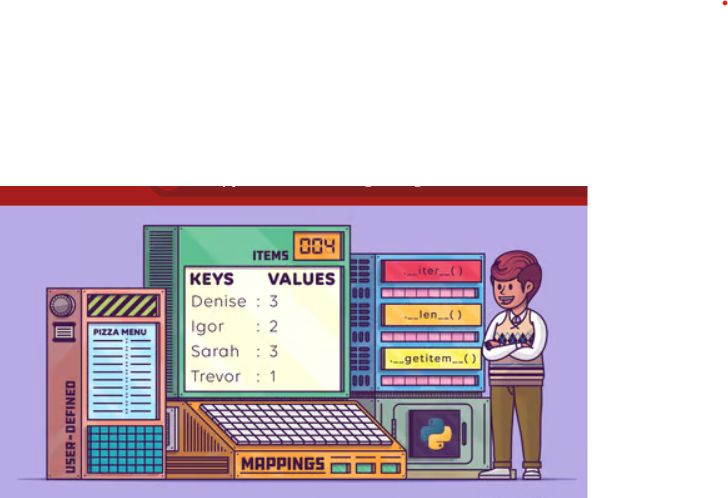 ITEMS 004
KEYS VALUES
Denise : 3
Igor : 2
Sarah : 3
Trevor : 1
.__iter__()
.__len__()
.__getitem__()
PIZZA MENU
USER-DEFINED
MAPPINGS